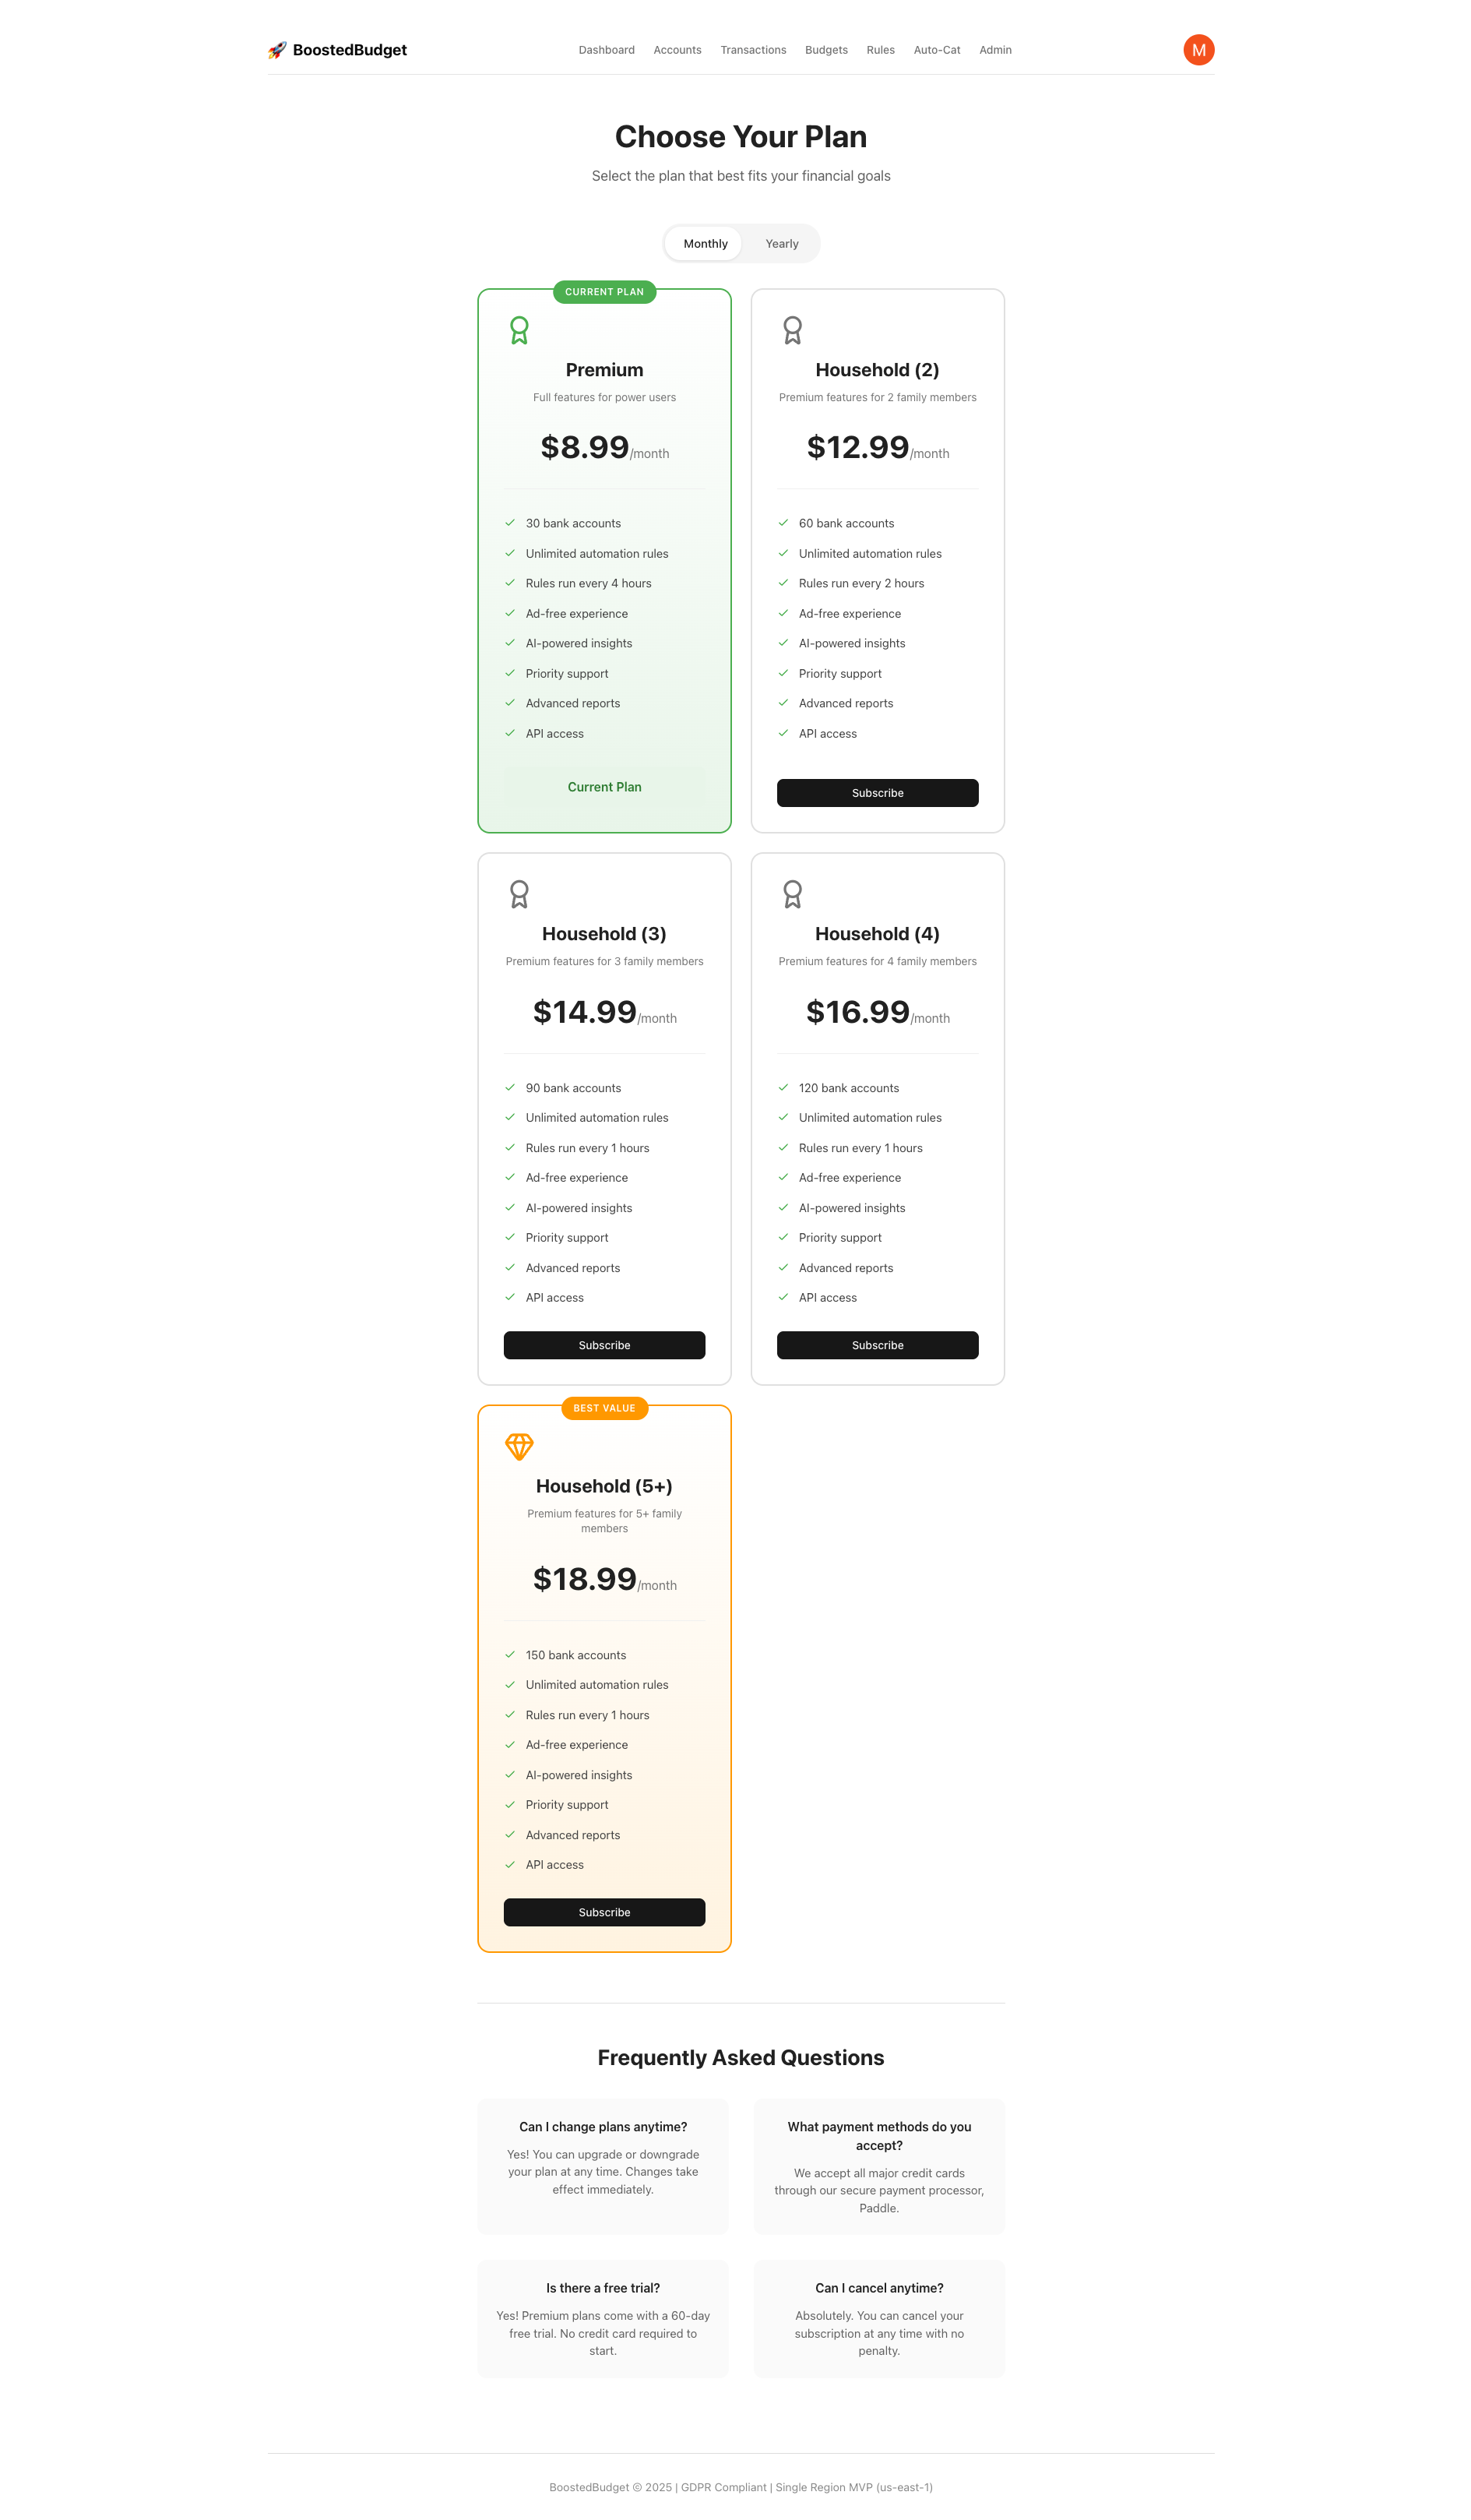 🚀 BoostedBudget
Dashboard Accounts Transactions Budgets Rules Auto-Cat Admin
M
Choose Your Plan
Select the plan that best fits your financial goals
Monthly Yearly
CURRENT PLAN
Premium
Full features for power users
$8.99/month
30 bank accounts
Unlimited automation rules
Rules run every 4 hours
Ad-free experience
AI-powered insights
Priority support
Advanced reports
API access
Current Plan
Household (2)
Premium features for 2 family members
$12.99/month
60 bank accounts
Unlimited automation rules
Rules run every 2 hours
Ad-free experience
AI-powered insights
Priority support
Advanced reports
API access
Subscribe
Household (3)
Premium features for 3 family members
$14.99/month
90 bank accounts
Unlimited automation rules
Rules run every 1 hours
Ad-free experience
AI-powered insights
Priority support
Advanced reports
API access
Subscribe
Household (4)
Premium features for 4 family members
$16.99/month
120 bank accounts
Unlimited automation rules
Rules run every 1 hours
Ad-free experience
AI-powered insights
Priority support
Advanced reports
API access
Subscribe
BEST VALUE
Household (5+)
Premium features for 5+ family
members
$18.99/month
150 bank accounts
Unlimited automation rules
Rules run every 1 hours
Ad-free experience
AI-powered insights
Priority support
Advanced reports
API access
Subscribe
Frequently Asked Questions
Can I change plans anytime?
Yes! You can upgrade or downgrade
your plan at any time. Changes take
effect immediately.
What payment methods do you
accept?
We accept all major credit cards
through our secure payment processor,
Paddle.
Is there a free trial?
Yes! Premium plans come with a 60-day
free trial. No credit card required to
start.
Can I cancel anytime?
Absolutely. You can cancel your
subscription at any time with no
penalty.
BoostedBudget © 2025 | GDPR Compliant | Single Region MVP (us-east-1)